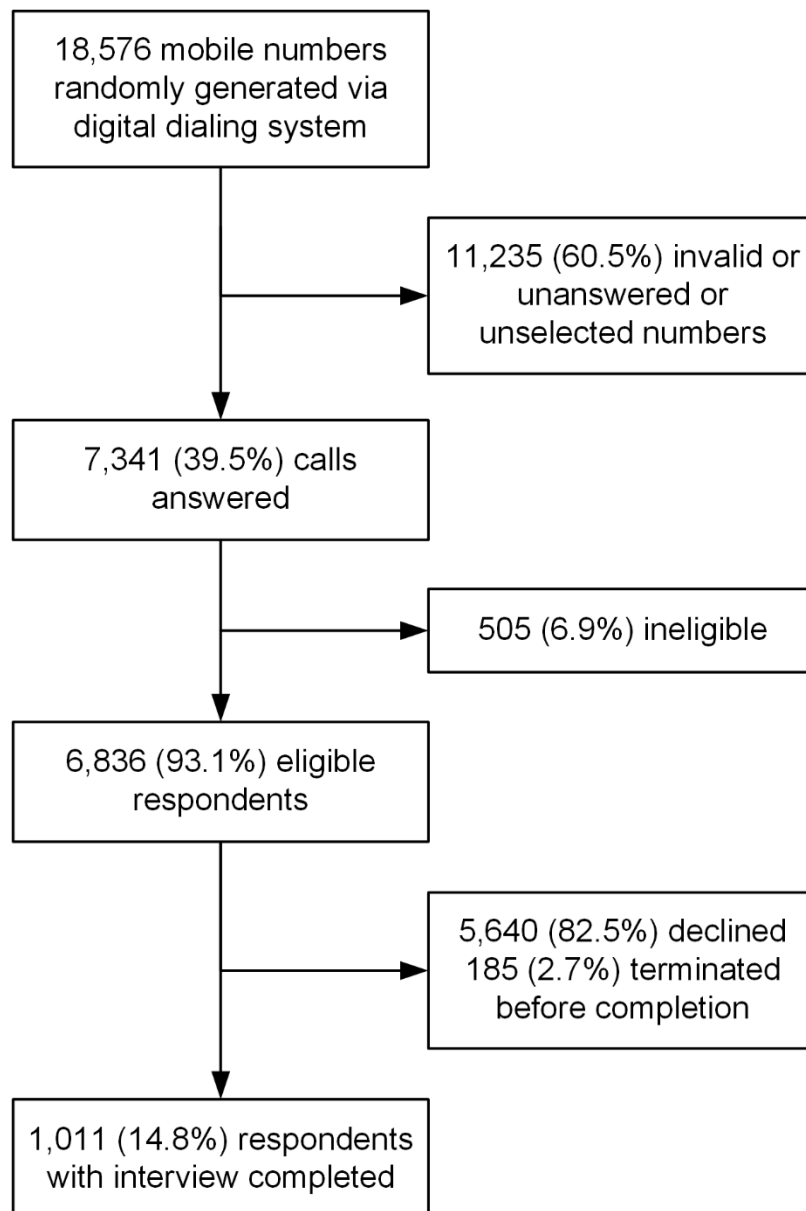 18,576 mobile numbers
randomly generated via
digital dialing system
11,235 (60.5%) invalid or
unanswered or
unselected numbers
7,341 (39.5%) calls
answered
505 (6.9%) ineligible
6,836 (93.1%) eligible
respondents
5,640 (82.5%) declined
185 (2.7%) terminated
before completion
1,011 (14.8%) respondents
with interview completed